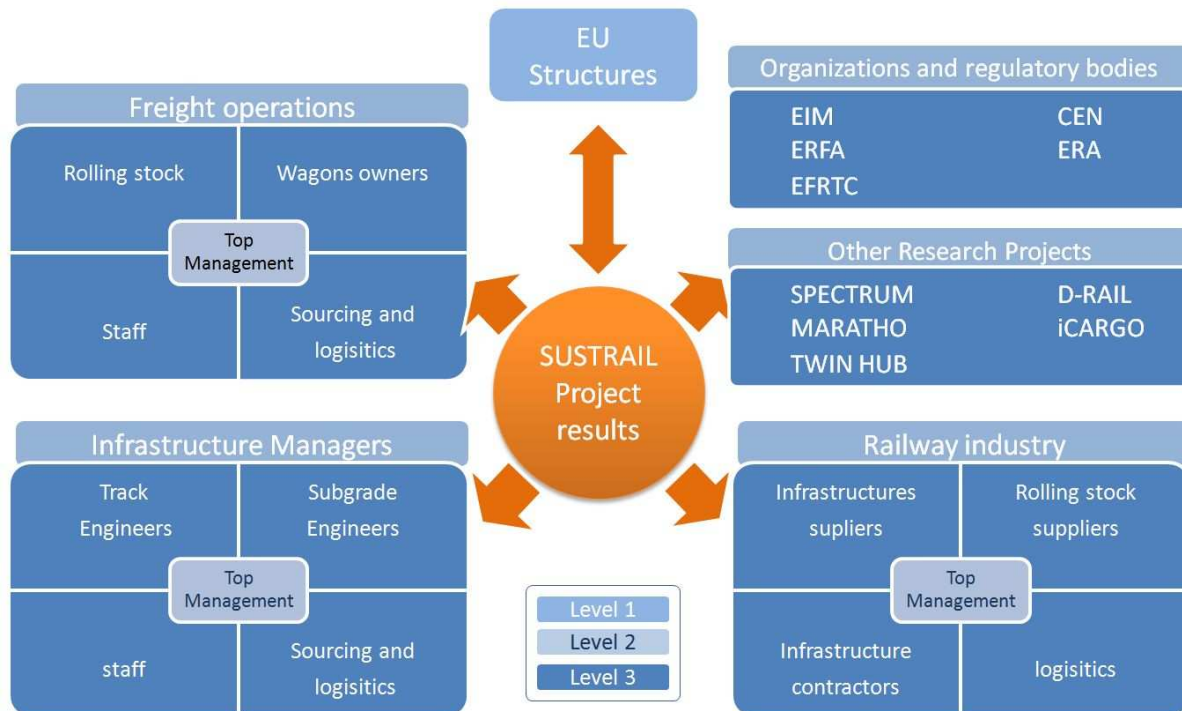 EU
Structures
Organizations and regulatory bodies
EIM
CEN
ERFA
ERA
EFRTC
Freight operations
Rolling stock
Wagons owners
Top
Management
Staff
Sourcing and
logisitics
Other Research Projects
SPECTRUM
D-RAIL
MARATHO
iCARGO
TWIN HUB
SUSTRAIL
Project
results
Infrastructure Managers
Track
Engineers
Subgrade
Engineers
Top
Management
staff
Sourcing and
logisitics
Railway industry
Infrastructures
supliers
Rolling stock
suppliers
Top
Management
Infrastructure
contractors
logisitics
Level 1
Level 2
Level 3